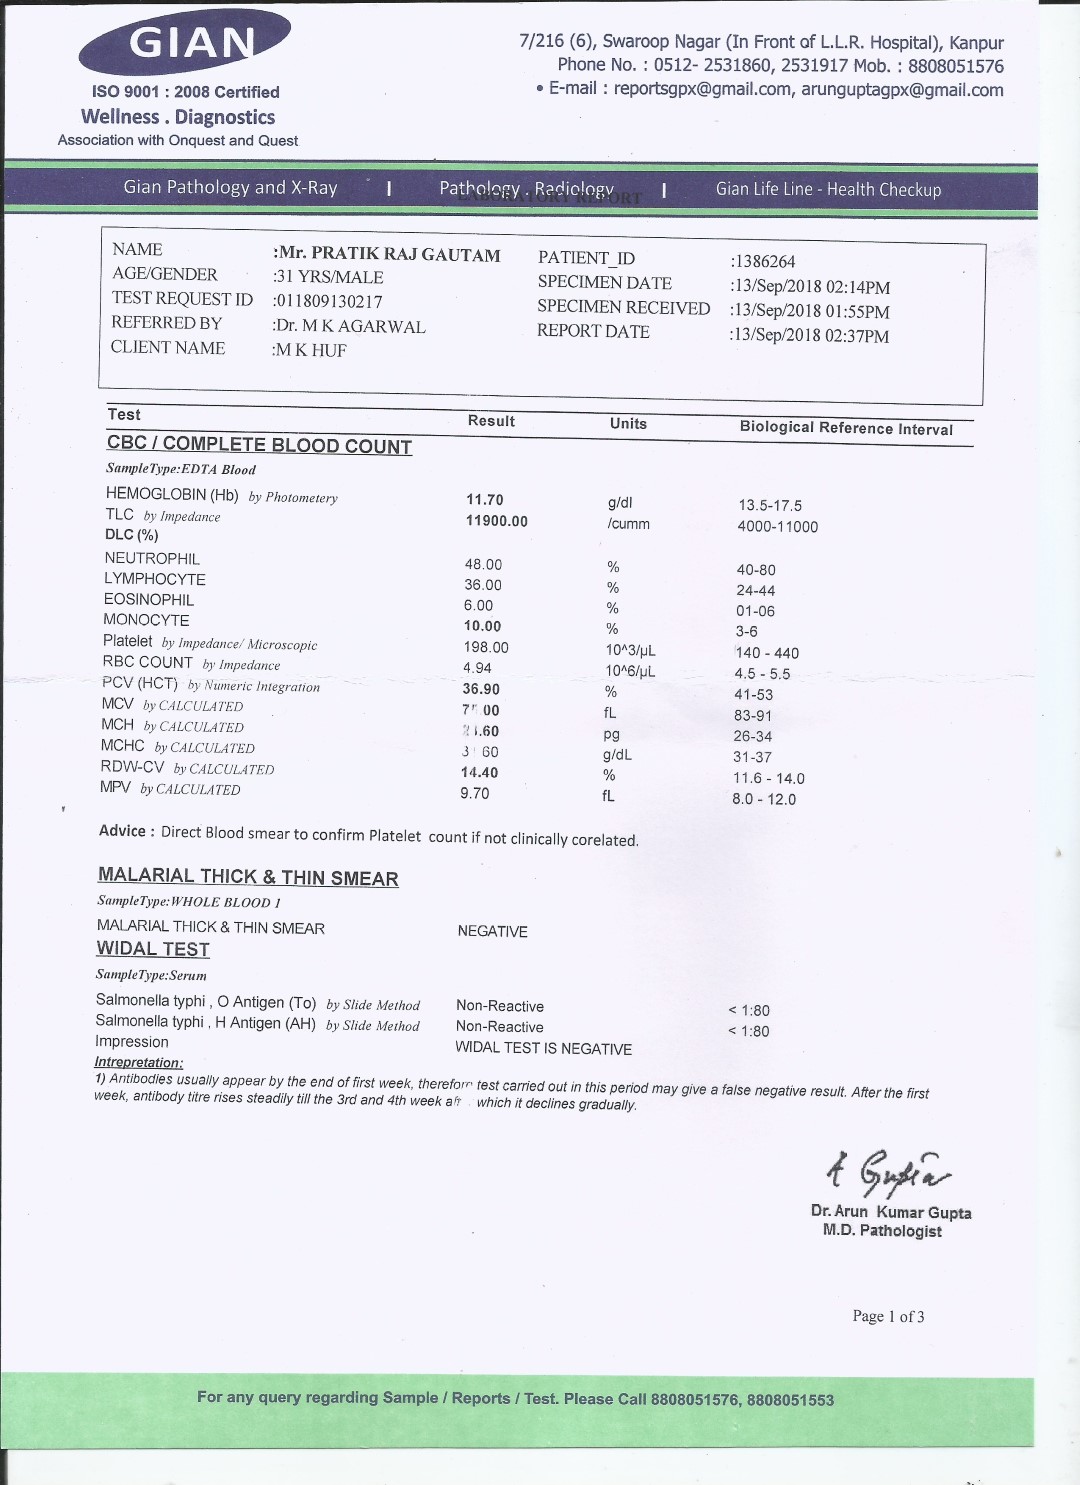 GIAN
ISO 9001 : 2008 Certified
Wellness . Diagnostics
Association with Onquest and Quest
7/216 (6), Swaroop Nagar (In Front of L.L.R. Hospital), Kanpur
Phone No. : 0512- 2531860, 2531917 Mob. : 8808051576
• E-mail : reportsgpx@gmail.com, arunguptagpx@gmail.com
Gian Pathology and X-Ray | Pathology . Radiology | Gian Life Line - Health Checkup
LABORATORY REPORT
NAME :Mr. PRATIK RAJ GAUTAM PATIENT_ID :1386264
AGE/GENDER :31 YRS/MALE SPECIMEN DATE :13/Sep/2018 02:14PM
TEST REQUEST ID :011809130217 SPECIMEN RECEIVED :13/Sep/2018 01:55PM
REFERRED BY :Dr. M K AGARWAL REPORT DATE :13/Sep/2018 02:37PM
CLIENT NAME :M K HUF
Test Result Units Biological Reference Interval
CBC / COMPLETE BLOOD COUNT
SampleType:EDTA Blood
HEMOGLOBIN (Hb) by Photometery 11.70 g/dl 13.5-17.5
TLC by Impedance 11900.00 /cumm 4000-11000
DLC (%)
NEUTROPHIL 48.00 % 40-80
LYMPHOCYTE 36.00 % 24-44
EOSINOPHIL 6.00 % 01-06
MONOCYTE 10.00 % 3-6
Platelet by Impedance/ Microscopic 198.00 10^3/µL 140 - 440
RBC COUNT by Impedance 4.94 10^6/µL 4.5 - 5.5
PCV (HCT) by Numeric Integration 36.90 % 41-53
MCV by CALCULATED fL 83-91
MCH by CALCULATED pg 26-34
MCHC by CALCULATED g/dL 31-37
RDW-CV by CALCULATED 14.40 % 11.6 - 14.0
MPV by CALCULATED 9.70 fL 8.0 - 12.0
Advice : Direct Blood smear to confirm Platelet count if not clinically corelated.
MALARIAL THICK & THIN SMEAR
SampleType:WHOLE BLOOD 1
MALARIAL THICK & THIN SMEAR NEGATIVE
WIDAL TEST
SampleType:Serum
Salmonella typhi , O Antigen (To) by Slide Method Non-Reactive < 1:80
Salmonella typhi , H Antigen (AH) by Slide Method Non-Reactive < 1:80
Impression WIDAL TEST IS NEGATIVE
Intrepretation:
1) Antibodies usually appear by the end of first week, therefore test carried out in this period may give a false negative result. After the first
week, antibody titre rises steadily till the 3rd and 4th week which it declines gradually.
A Gupta
Dr. Arun Kumar Gupta
M.D. Pathologist
Page 1 of 3
For any query regarding Sample / Reports / Test. Please Call 8808051576, 8808051553